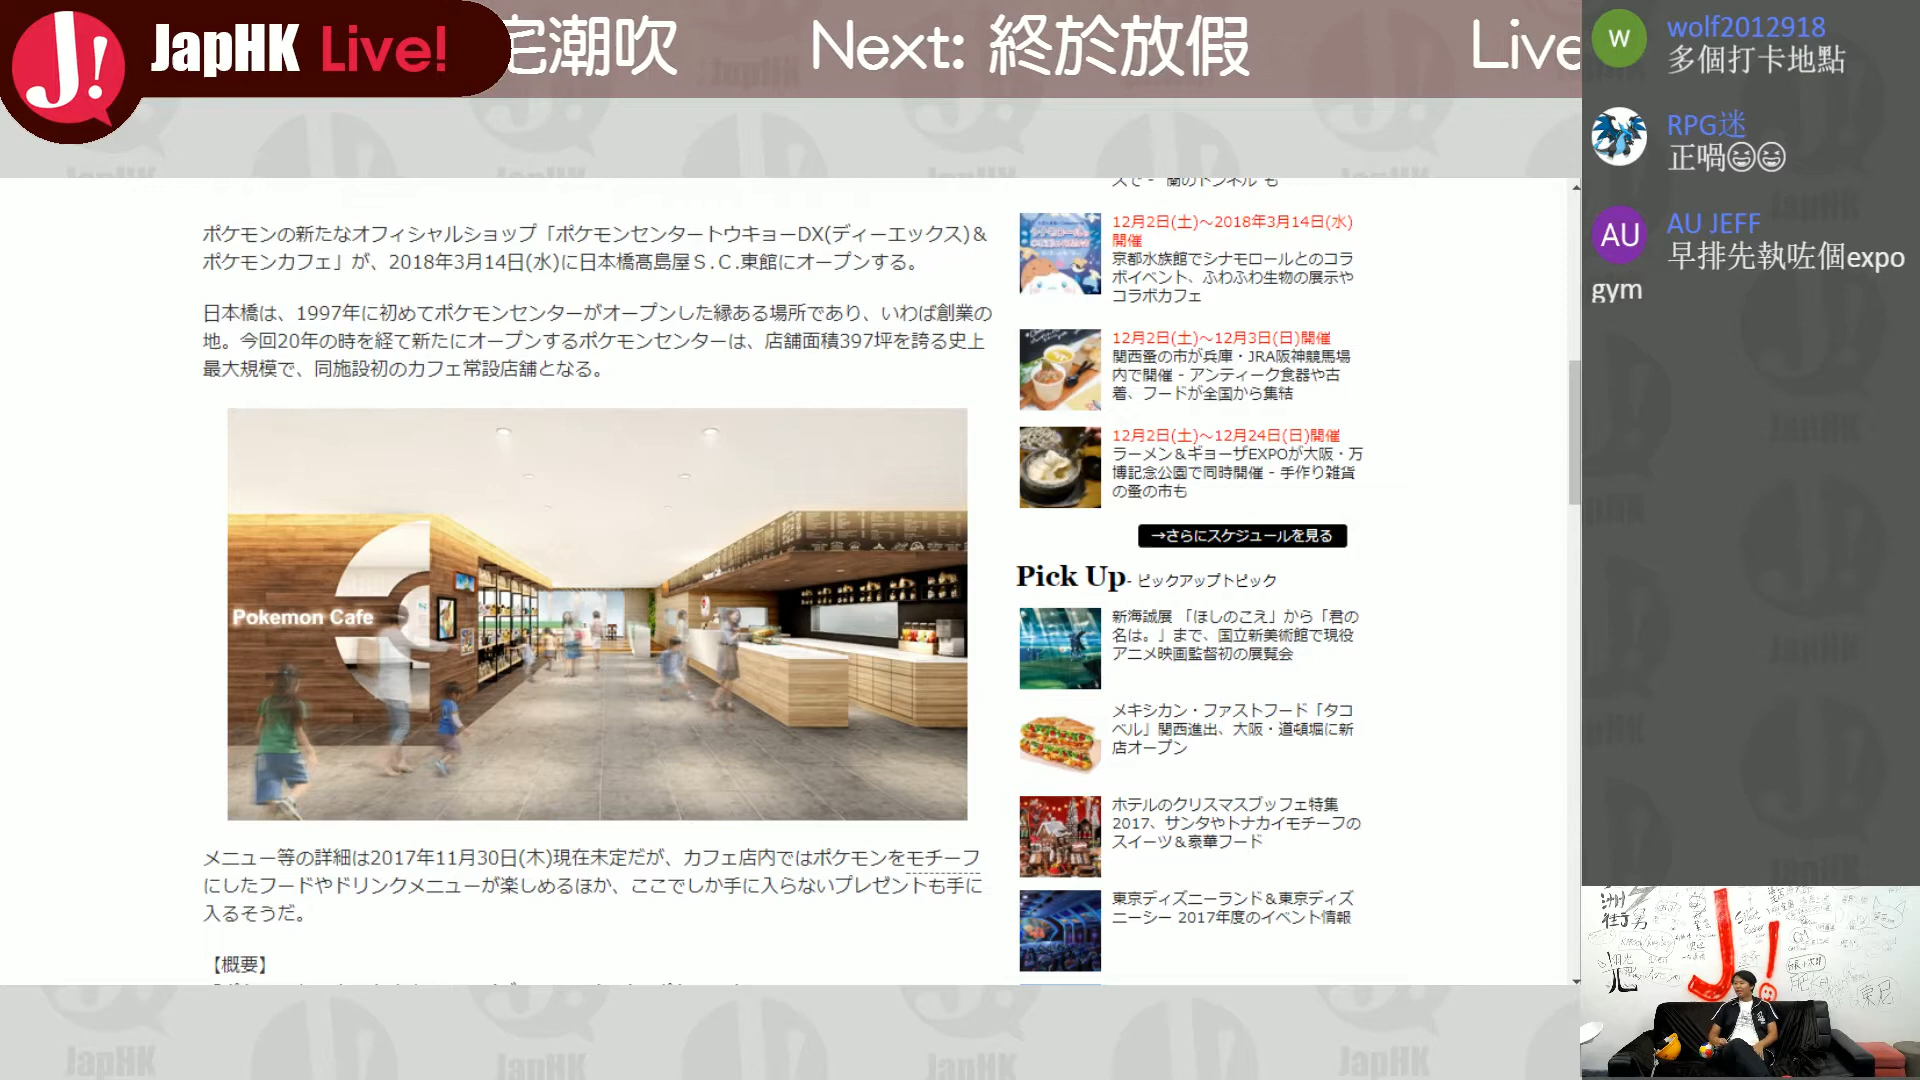 J!
JapHK Live!
宅潮吹
Next: 終於放假
Live
スで - "蘭のトンネル"も
ポケモンの新たなオフィシャルショップ「ポケモンセンタートウキョーDX(ディーエックス)&
ポケモンカフェ」が、2018年3月14日(水)に日本橋髙島屋S.C.東館にオープンする。
日本橋は、1997年に初めてポケモンセンターがオープンした縁ある場所であり、いわば創業の
地。今回20年の時を経て新たにオープンするポケモンセンターは、店舗面積397坪を誇る史上
最大規模で、同施設初のカフェ常設店舗となる。
Pokemon Cafe
メニュー等の詳細は2017年11月30日(木)現在未定だが、カフェ店内ではポケモンをモチーフ
にしたフードやドリンクメニューが楽しめるほか、ここでしか手に入らないプレゼントも手に
入るそうだ。
【概要】
12月2日(土)～2018年3月14日(水)
開催
京都水族館でシナモロールとのコラ
ボイベント、ふわふわ生物の展示や
コラボカフェ
12月2日(土)～12月3日(日)開催
関西蚤の市が兵庫・JRA阪神競馬場
内で開催 - アンティーク食器や古
着、フードが全国から集結
12月2日(土)～12月24日(日)開催
ラーメン＆ギョーザEXPOが大阪・万
博記念公園で同時開催 - 手作り雑貨
の蚤の市も
→さらにスケジュールを見る
Pick Up- ピックアップトピック
新海誠展 「ほしのこえ」から「君の
名は。」まで、国立新美術館で現役
アニメ映画監督初の展覧会
メキシカン・ファストフード「タコ
ベル」関西進出、大阪・道頓堀に新
店オープン
ホテルのクリスマスブッフェ特集
2017、サンタやトナカイモチーフの
スイーツ＆豪華フード
東京ディズニーランド＆東京ディズ
ニーシー 2017年度のイベント情報
W
wolf2012918
多個打卡地點
RPG迷
正喎😆😆
AU
AU JEFF
早排先執咗個expo
gym
J!
JapHK
JapHK
JapHK
JapHK